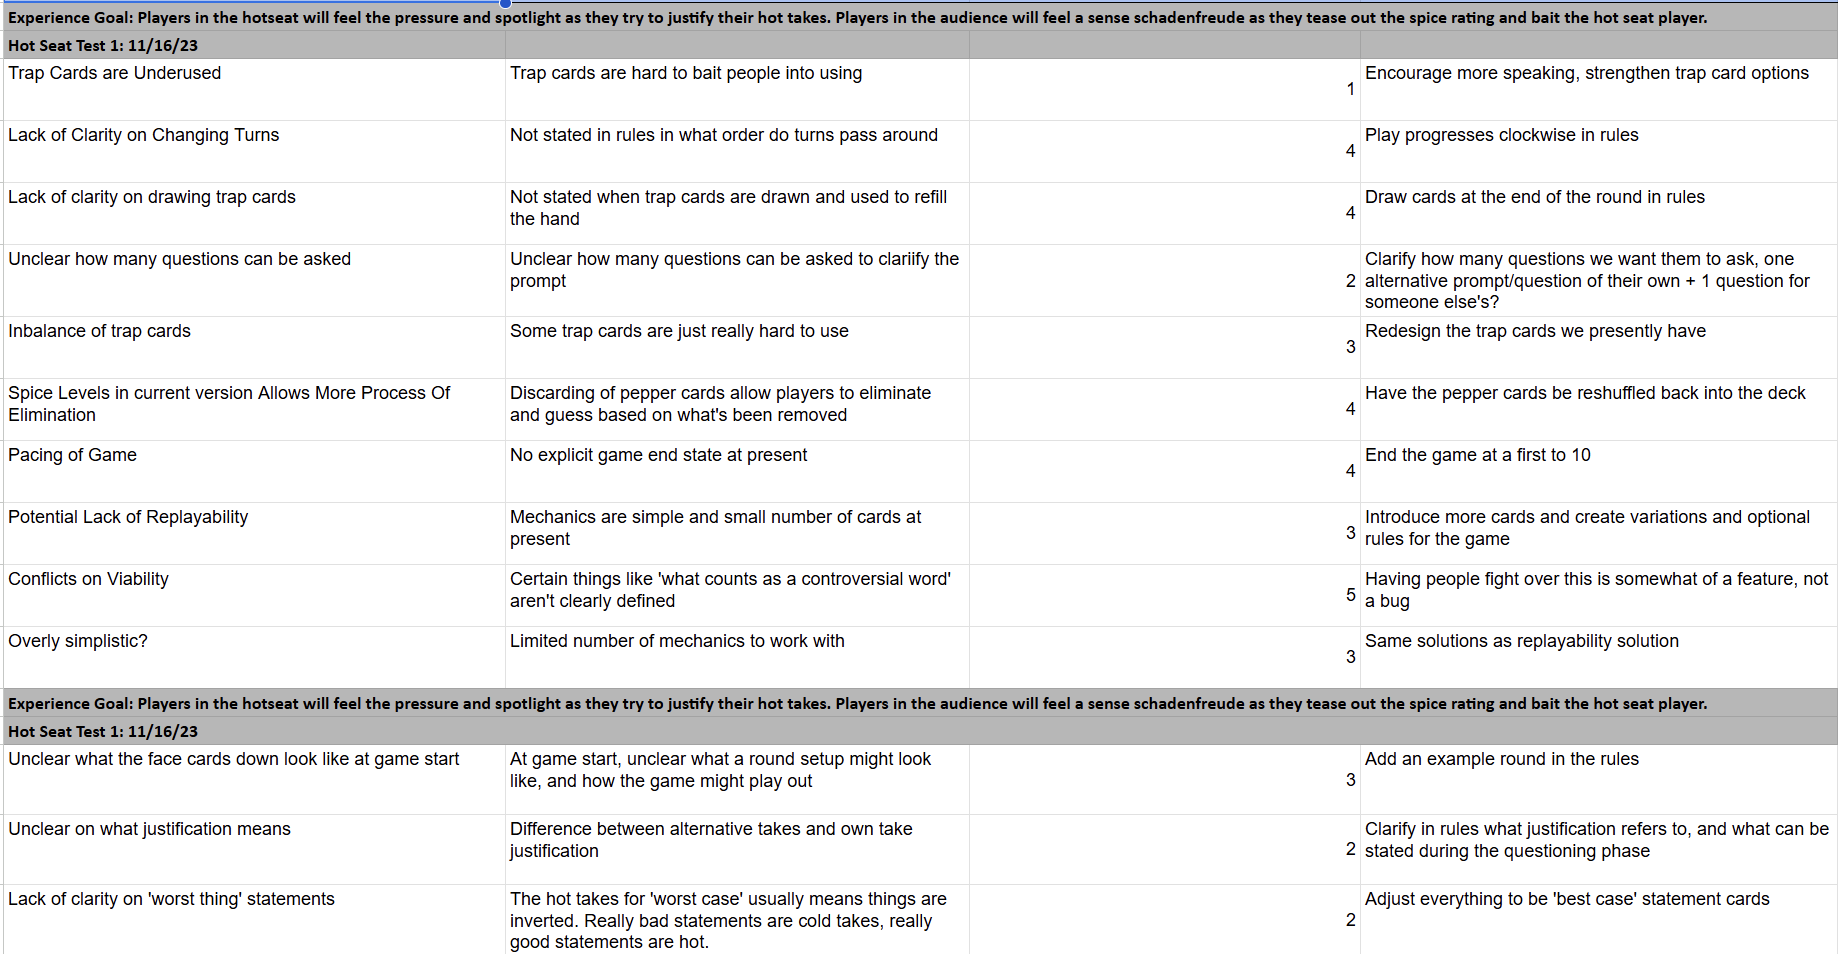 Experience Goal: Players in the hotseat will feel the pressure and spotlight as they try to justify their hot takes. Players in the audience will feel a sense schadenfreude as they tease out the spice rating and bait the hot seat player.
Hot Seat Test 1: 11/16/23
Trap Cards are Underused
Trap cards are hard to bait people into using
1
Encourage more speaking, strengthen trap card options
Lack of Clarity on Changing Turns
Not stated in rules in what order do turns pass around
4
Play progresses clockwise in rules
Lack of clarity on drawing trap cards
Not stated when trap cards are drawn and used to refill
the hand
4
Draw cards at the end of the round in rules
Unclear how many questions can be asked
Unclear how many questions can be asked to clariify the
prompt
2
Clarify how many questions we want them to ask, one
alternative prompt/question of their own + 1 question for
someone else's?
Inbalance of trap cards
Some trap cards are just really hard to use
3
Redesign the trap cards we presently have
Spice Levels in current version Allows More Process Of
Elimination
Discarding of pepper cards allow players to eliminate
and guess based on what's been removed
4
Have the pepper cards be reshuffled back into the deck
Pacing of Game
No explicit game end state at present
4
End the game at a first to 10
Potential Lack of Replayability
Mechanics are simple and small number of cards at
present
3
Introduce more cards and create variations and optional
rules for the game
Conflicts on Viability
Certain things like 'what counts as a controversial word'
aren't clearly defined
5
Having people fight over this is somewhat of a feature, not
a bug
Overly simplistic?
Limited number of mechanics to work with
3
Same solutions as replayability solution
Experience Goal: Players in the hotseat will feel the pressure and spotlight as they try to justify their hot takes. Players in the audience will feel a sense schadenfreude as they tease out the spice rating and bait the hot seat player.
Hot Seat Test 1: 11/16/23
Unclear what the face cards down look like at game start
At game start, unclear what a round setup might look
like, and how the game might play out
3
Add an example round in the rules
Unclear on what justification means
Difference between alternative takes and own take
justification
2
Clarify in rules what justification refers to, and what can be
stated during the questioning phase
Lack of clarity on 'worst thing' statements
The hot takes for 'worst case' usually means things are
inverted. Really bad statements are cold takes, really
good statements are hot.
2
Adjust everything to be 'best case' statement cards